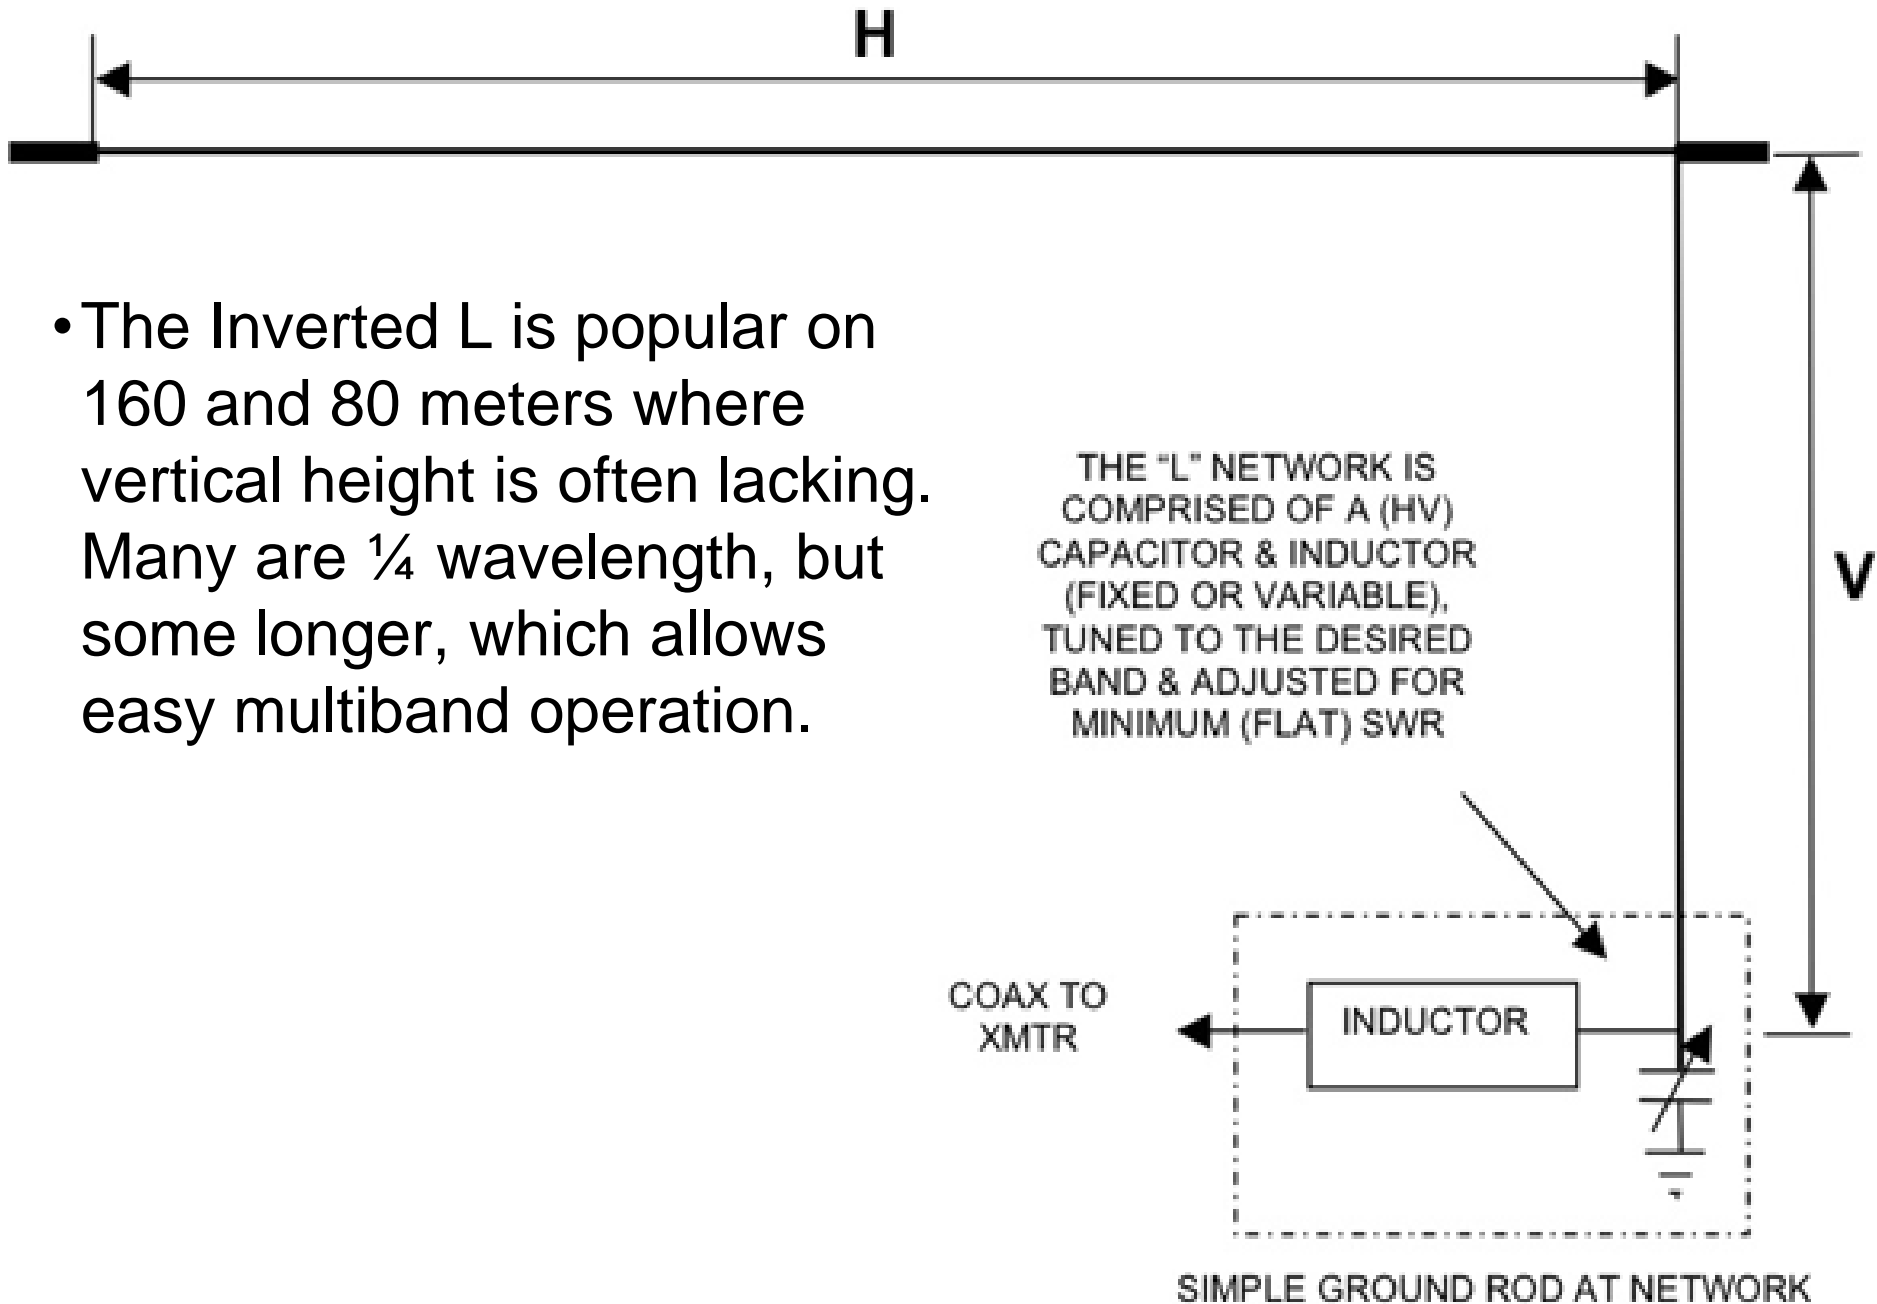 H
• The Inverted L is popular on
160 and 80 meters where
vertical height is often lacking.
Many are ¼ wavelength, but
some longer, which allows
easy multiband operation.
THE “L” NETWORK IS
COMPRISED OF A (HV)
CAPACITOR & INDUCTOR
(FIXED OR VARIABLE),
TUNED TO THE DESIRED
BAND & ADJUSTED FOR
MINIMUM (FLAT) SWR
V
COAX TO
XMTR
INDUCTOR
SIMPLE GROUND ROD AT NETWORK